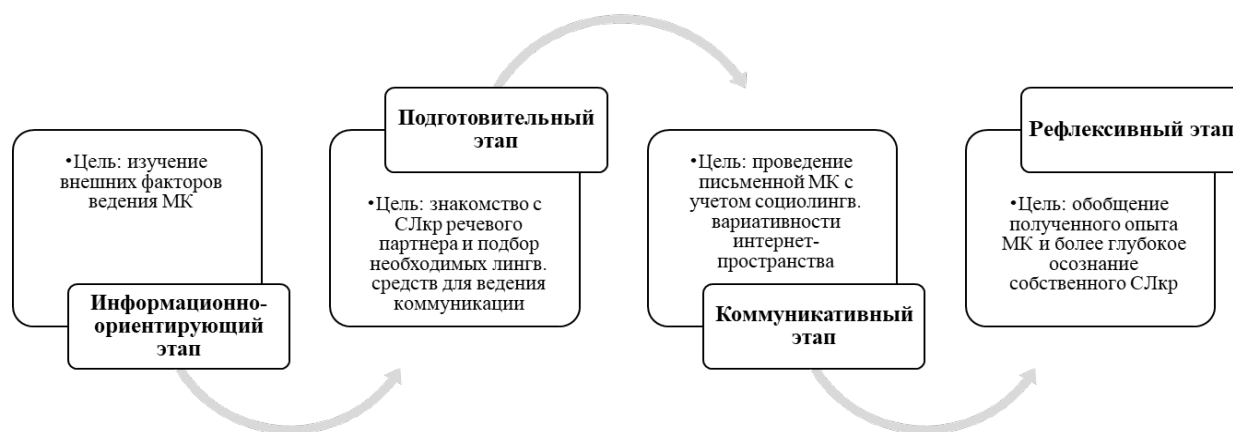 •Цель: изучение
внешних факторов
ведения МК
Информационно-
ориентирующий
этап
Подготовительный
этап
•Цель: знакомство с
СЛкр речевого
партнера и подбор
необходимых лингв.
средств для ведения
коммуникации
•Цель: проведение
письменной МК с
учетом социолингв.
вариативности
интернет-
пространства
Коммуникативный
этап
Рефлексивный этап
•Цель: обобщение
полученного опыта
МК и более глубокое
осознание
собственного СЛкр